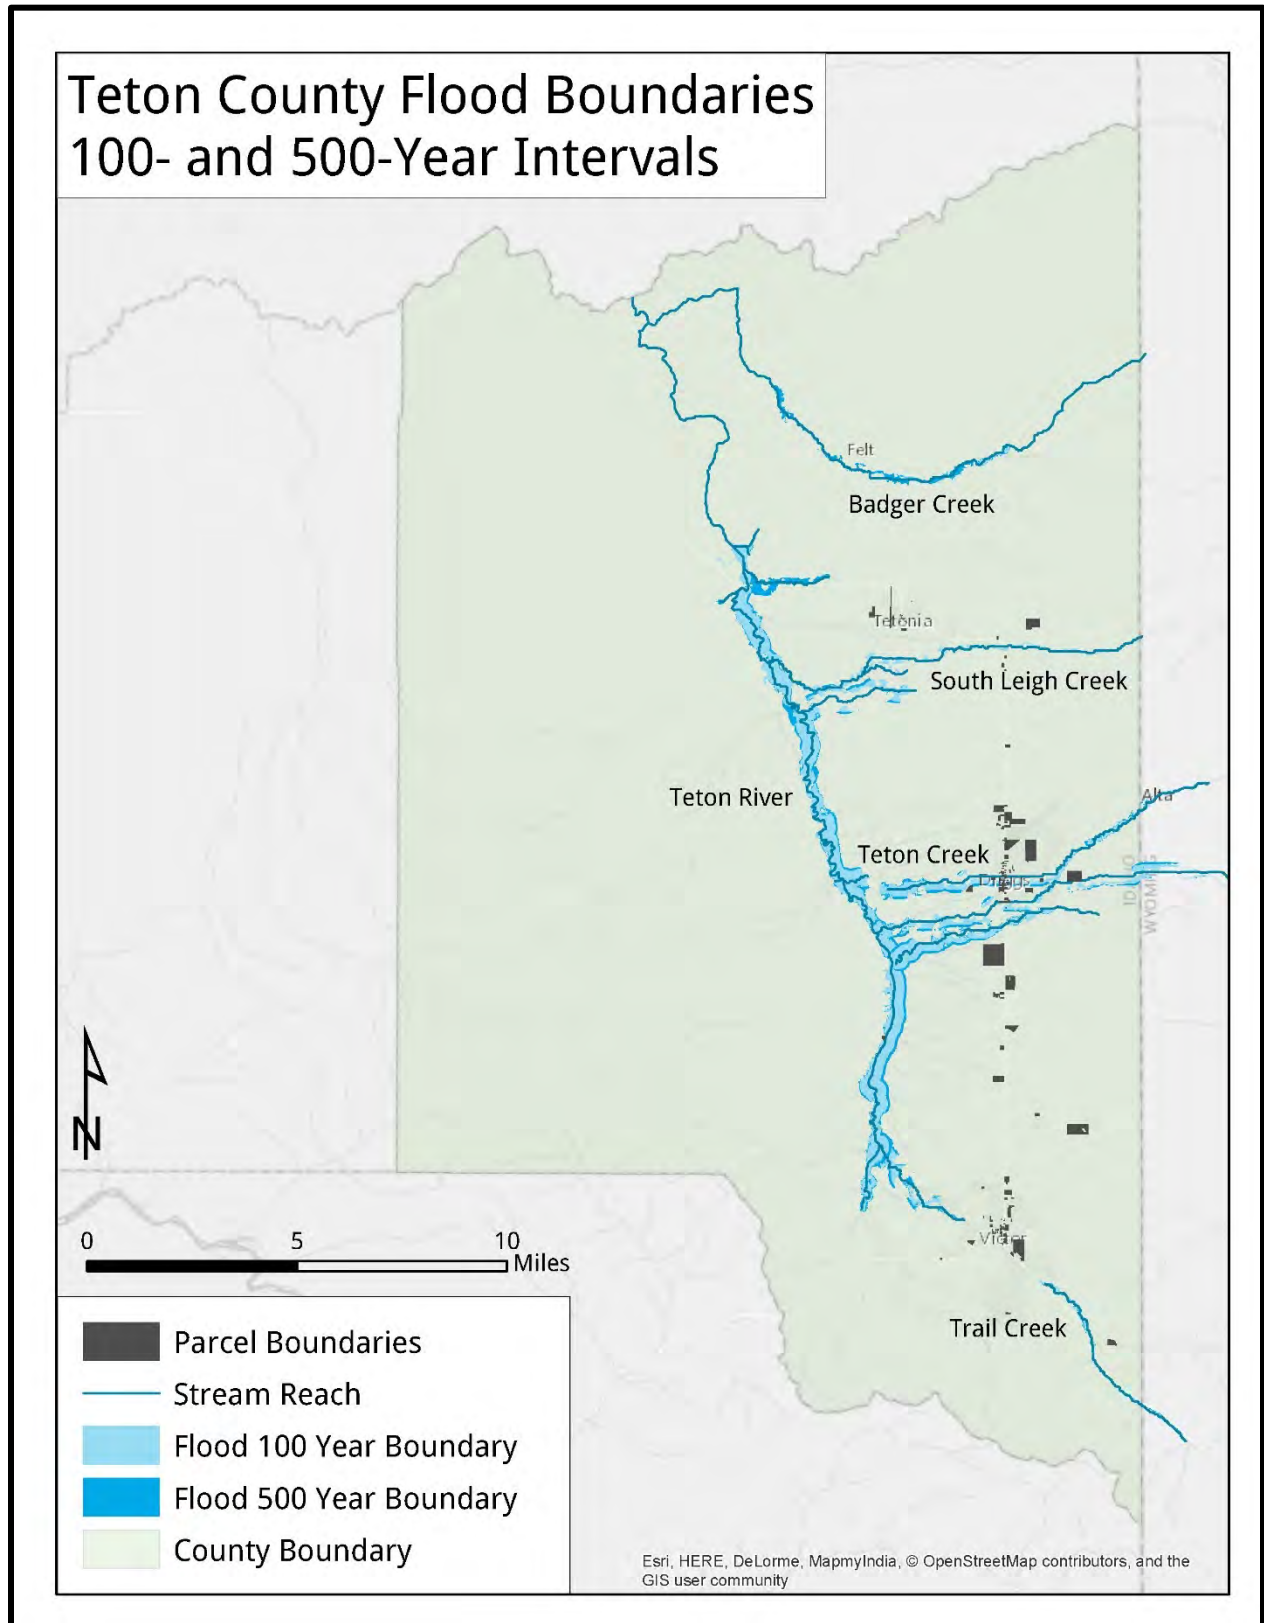 Teton County Flood Boundaries
100- and 500-Year Intervals
Felt
Badger Creek
Tetonia
South Leigh Creek
Teton River
Alta
Teton Creek
Driggs
IDAHO
WYOMING
N
Victor
0 5 10
Miles
Trail Creek
Parcel Boundaries
Stream Reach
Flood 100 Year Boundary
Flood 500 Year Boundary
County Boundary
Esri, HERE, DeLorme, MapmyIndia, © OpenStreetMap contributors, and the
GIS user community